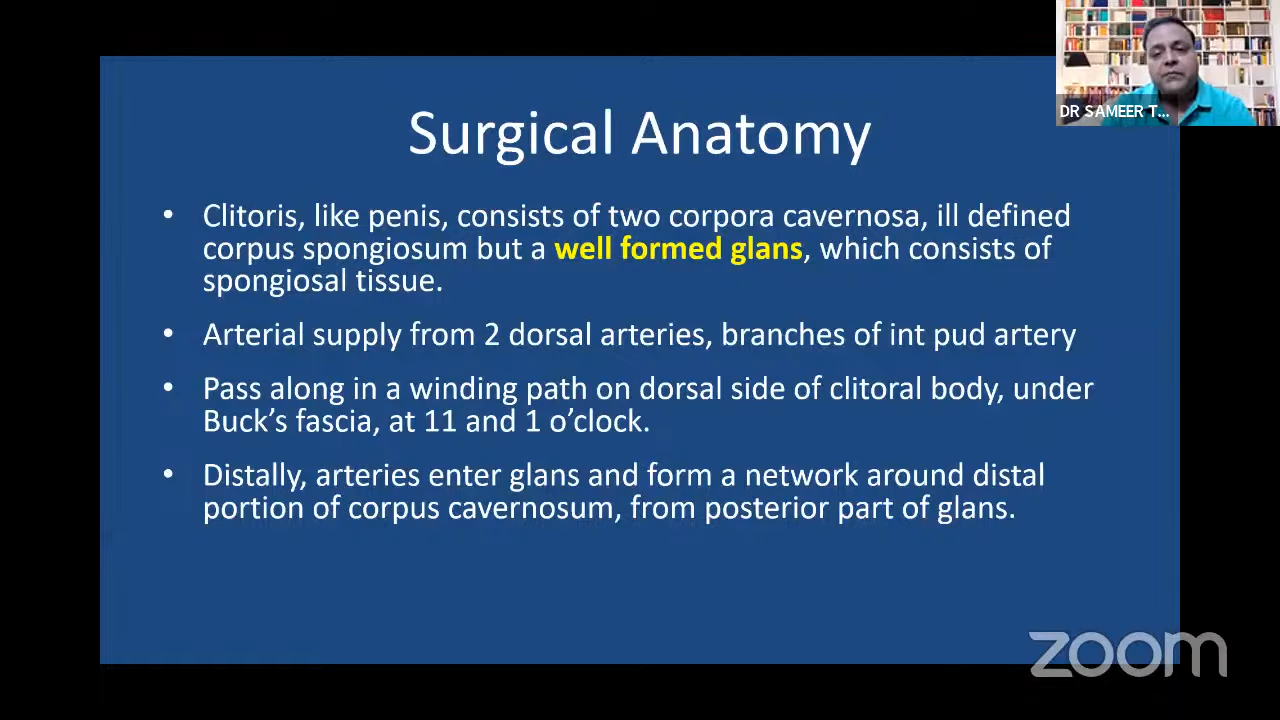 DR SAMEER T...
Surgical Anatomy
• Clitoris, like penis, consists of two corpora cavernosa, ill defined
corpus spongiosum but a well formed glans, which consists of
spongiosal tissue.
• Arterial supply from 2 dorsal arteries, branches of int pud artery
• Pass along in a winding path on dorsal side of clitoral body, under
Buck’s fascia, at 11 and 1 o’clock.
• Distally, arteries enter glans and form a network around distal
portion of corpus cavernosum, from posterior part of glans.
zoom